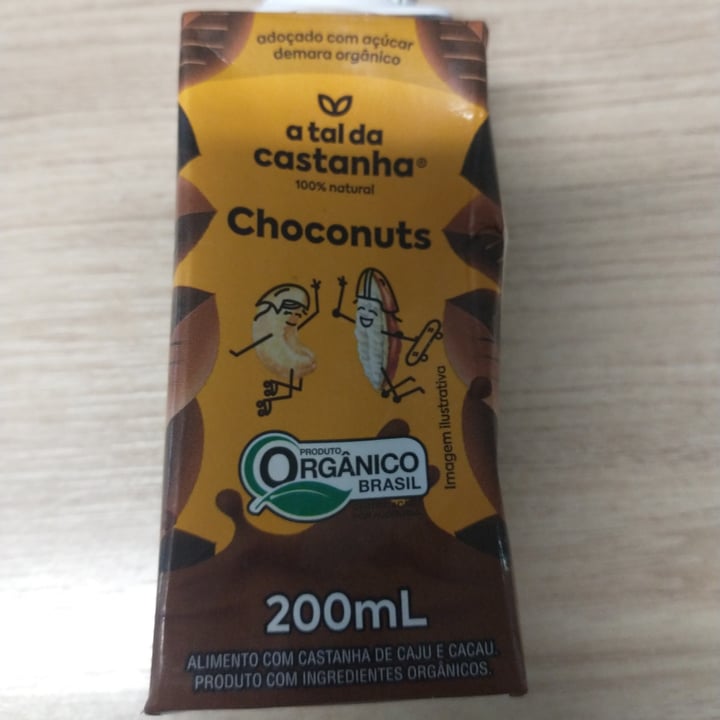 adoçado com açúcar
demara orgânico
a tal da
castanha®
100% natural
Choconuts
Imagem ilustrativa
PRODUTO
ORGÂNICO
BRASIL
200mL
ALIMENTO COM CASTANHA DE CAJU E CACAU.
PRODUTO COM INGREDIENTES ORGÂNICOS.